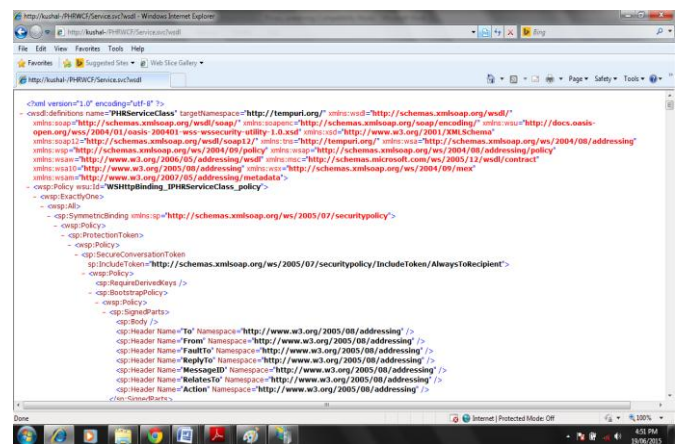 http://kushal-/PHRWCF/Service.svc?wsdl - Windows Internet Explorer
http://kushal-/PHRWCF/Service.svc?wsdl
Bing
File Edit View Favorites Tools Help
Favorites Suggested Sites Web Slice Gallery
http://kushal-/PHRWCF/Service.svc?wsdl
Page Safety Tools
<?xml version="1.0" encoding="utf-8" ?>
- <wsdl:definitions name="PHRServiceClass" targetNamespace="http://tempuri.org/" xmlns:wsdl="http://schemas.xmlsoap.org/wsdl/"
xmlns:soap="http://schemas.xmlsoap.org/wsdl/soap/" xmlns:soapenc="http://schemas.xmlsoap.org/soap/encoding/" xmlns:wsu="http://docs.oasis-
open.org/wss/2004/01/oasis-200401-wss-wssecurity-utility-1.0.xsd" xmlns:xsd="http://www.w3.org/2001/XMLSchema"
xmlns:soap12="http://schemas.xmlsoap.org/wsdl/soap12/" xmlns:tns="http://tempuri.org/" xmlns:wsa="http://schemas.xmlsoap.org/ws/2004/08/addressing"
xmlns:wsp="http://schemas.xmlsoap.org/ws/2004/09/policy" xmlns:wsap="http://schemas.xmlsoap.org/ws/2004/08/addressing/policy"
xmlns:wsaw="http://www.w3.org/2006/05/addressing/wsdl" xmlns:msc="http://schemas.microsoft.com/ws/2005/12/wsdl/contract"
xmlns:wsa10="http://www.w3.org/2005/08/addressing" xmlns:wsx="http://schemas.xmlsoap.org/ws/2004/09/mex"
xmlns:wsam="http://www.w3.org/2007/05/addressing/metadata">
- <wsp:Policy wsu:Id="WSHttpBinding_IPHRServiceClass_policy">
- <wsp:ExactlyOne>
- <wsp:All>
- <sp:SymmetricBinding xmlns:sp="http://schemas.xmlsoap.org/ws/2005/07/securitypolicy">
- <wsp:Policy>
- <sp:ProtectionToken>
- <wsp:Policy>
- <sp:SecureConversationToken
sp:IncludeToken="http://schemas.xmlsoap.org/ws/2005/07/securitypolicy/IncludeToken/AlwaysToRecipient">
- <wsp:Policy>
<sp:RequireDerivedKeys />
- <sp:BootstrapPolicy>
- <wsp:Policy>
- <sp:SignedParts>
<sp:Body />
<sp:Header Name="To" Namespace="http://www.w3.org/2005/08/addressing" />
<sp:Header Name="From" Namespace="http://www.w3.org/2005/08/addressing" />
<sp:Header Name="FaultTo" Namespace="http://www.w3.org/2005/08/addressing" />
<sp:Header Name="ReplyTo" Namespace="http://www.w3.org/2005/08/addressing" />
<sp:Header Name="MessageID" Namespace="http://www.w3.org/2005/08/addressing" />
<sp:Header Name="RelatesTo" Namespace="http://www.w3.org/2005/08/addressing" />
<sp:Header Name="Action" Namespace="http://www.w3.org/2005/08/addressing" />
</sp:SignedParts>
Done Internet | Protected Mode: Off 100%
4:51 PM
19/06/2015